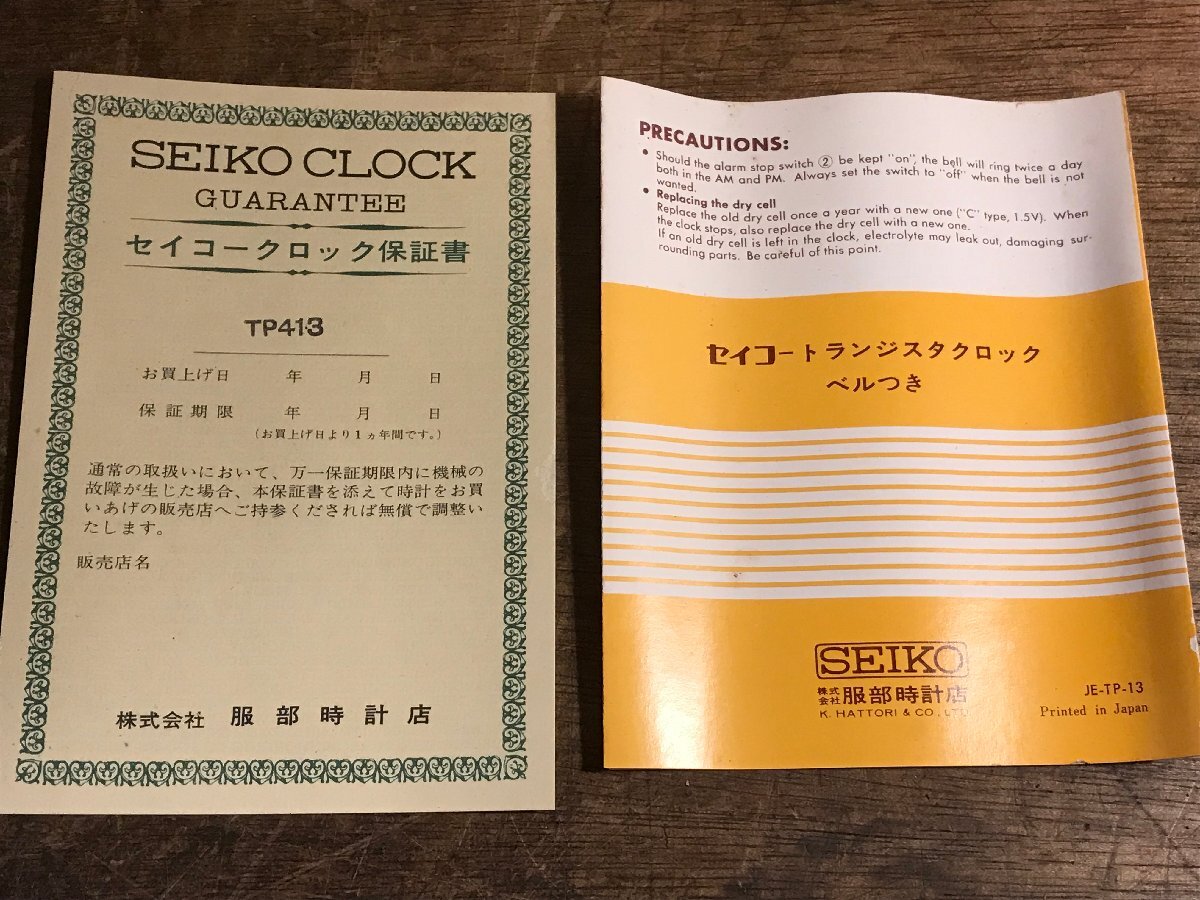 SEIKO CLOCK
GUARANTEE
セイコークロック保証書
TP413
お買上げ日 年 月 日
保証期限 年 月 日
（お買上げ日より1ヵ年間です。）
通常の取扱いにおいて、万一保証期限内に機械の
故障が生じた場合、本保証書を添えて時計をお買
いあげの販売店へご持参くだされば無償で調整い
たします。
販売店名
株式会社 服部時計店
PRECAUTIONS:
• Should the alarm stop switch ② be kept "on", the bell will ring twice a day
both in the AM and PM. Always set the switch to "off" when the bell is not
wanted.
• Replacing the dry cell
Replace the old dry cell once a year with a new one ("C" type, 1.5V). When
the clock stops, also replace the dry cell with a new one.
If an old dry cell is left in the clock, electrolyte may leak out, damaging sur-
rounding parts. Be careful of this point.
セイコートランジスタクロック
ベルつき
SEIKO
株式会社 服部時計店
K. HATTORI & CO., LTD.
JE-TP-13
Printed in Japan